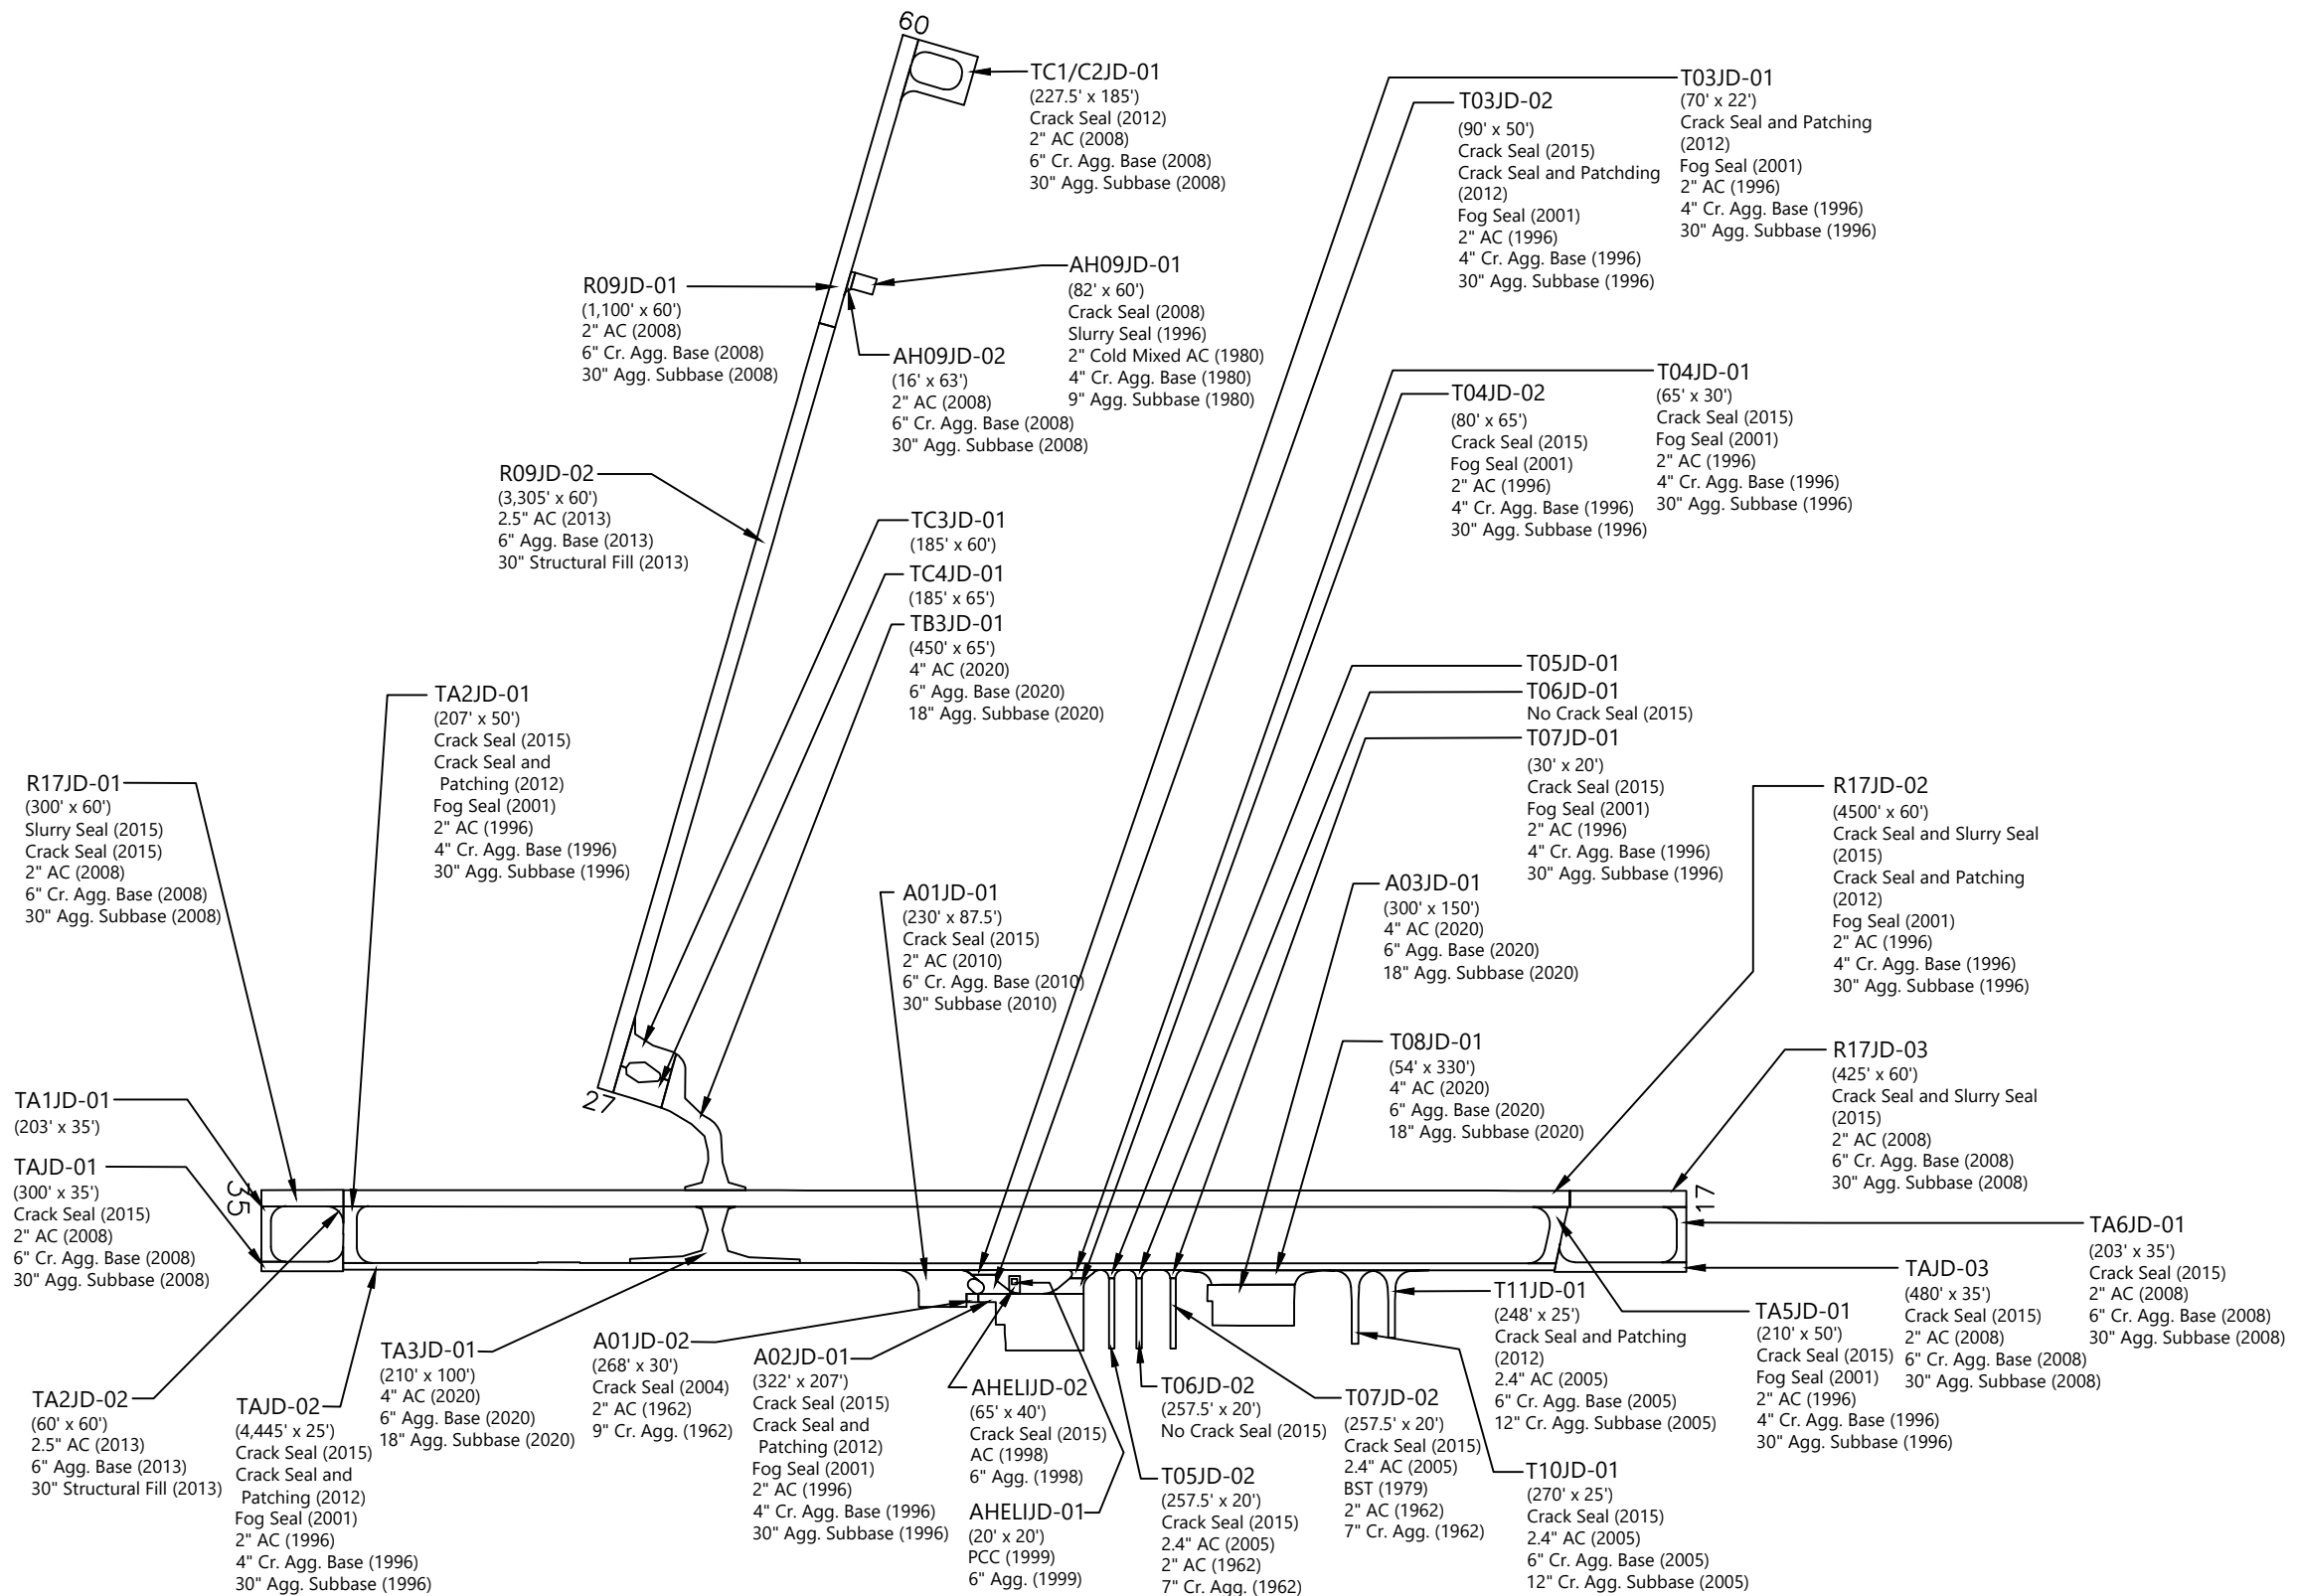 60
TC1/C2JD-01
(227.5' x 185')
Crack Seal (2012)
2" AC (2008)
6" Cr. Agg. Base (2008)
30" Agg. Subbase (2008)
T03JD-02
(90' x 50')
Crack Seal (2015)
Crack Seal and Patchding
(2012)
Fog Seal (2001)
2" AC (1996)
4" Cr. Agg. Base (1996)
30" Agg. Subbase (1996)
T03JD-01
(70' x 22')
Crack Seal and Patching
(2012)
Fog Seal (2001)
2" AC (1996)
4" Cr. Agg. Base (1996)
30" Agg. Subbase (1996)
R09JD-01
(1,100' x 60')
2" AC (2008)
6" Cr. Agg. Base (2008)
30" Agg. Subbase (2008)
AH09JD-01
(82' x 60')
Crack Seal (2008)
Slurry Seal (1996)
2" Cold Mixed AC (1980)
4" Cr. Agg. Base (1980)
9" Agg. Subbase (1980)
AH09JD-02
(16' x 63')
2" AC (2008)
6" Cr. Agg. Base (2008)
30" Agg. Subbase (2008)
T04JD-02
(80' x 65')
Crack Seal (2015)
Fog Seal (2001)
2" AC (1996)
4" Cr. Agg. Base (1996)
30" Agg. Subbase (1996)
T04JD-01
(65' x 30')
Crack Seal (2015)
Fog Seal (2001)
2" AC (1996)
4" Cr. Agg. Base (1996)
30" Agg. Subbase (1996)
R09JD-02
(3,305' x 60')
2.5" AC (2013)
6" Agg. Base (2013)
30" Structural Fill (2013)
TC3JD-01
(185' x 60')
TC4JD-01
(185' x 65')
TB3JD-01
(450' x 65')
4" AC (2020)
6" Agg. Base (2020)
18" Agg. Subbase (2020)
T05JD-01
T06JD-01
No Crack Seal (2015)
T07JD-01
(30' x 20')
Crack Seal (2015)
Fog Seal (2001)
2" AC (1996)
4" Cr. Agg. Base (1996)
30" Agg. Subbase (1996)
TA2JD-01
(207' x 50')
Crack Seal (2015)
Crack Seal and
Patching (2012)
Fog Seal (2001)
2" AC (1996)
4" Cr. Agg. Base (1996)
30" Agg. Subbase (1996)
R17JD-01
(300' x 60')
Slurry Seal (2015)
Crack Seal (2015)
2" AC (2008)
6" Cr. Agg. Base (2008)
30" Agg. Subbase (2008)
R17JD-02
(4500' x 60')
Crack Seal and Slurry Seal
(2015)
Crack Seal and Patching
(2012)
Fog Seal (2001)
2" AC (1996)
4" Cr. Agg. Base (1996)
30" Agg. Subbase (1996)
A01JD-01
(230' x 87.5')
Crack Seal (2015)
2" AC (2010)
6" Cr. Agg. Base (2010)
30" Subbase (2010)
A03JD-01
(300' x 150')
4" AC (2020)
6" Agg. Base (2020)
18" Agg. Subbase (2020)
T08JD-01
(54' x 330')
4" AC (2020)
6" Agg. Base (2020)
18" Agg. Subbase (2020)
R17JD-03
(425' x 60')
Crack Seal and Slurry Seal
(2015)
2" AC (2008)
6" Cr. Agg. Base (2008)
30" Agg. Subbase (2008)
27
TA1JD-01
(203' x 35')
TAJD-01
(300' x 35')
Crack Seal (2015)
2" AC (2008)
6" Cr. Agg. Base (2008)
30" Agg. Subbase (2008)
35
17
TA6JD-01
(203' x 35')
Crack Seal (2015)
2" AC (2008)
6" Cr. Agg. Base (2008)
30" Agg. Subbase (2008)
TAJD-03
(480' x 35')
Crack Seal (2015)
2" AC (2008)
6" Cr. Agg. Base (2008)
30" Agg. Subbase (2008)
T11JD-01
(248' x 25')
Crack Seal and Patching
(2012)
2.4" AC (2005)
6" Cr. Agg. Base (2005)
12" Cr. Agg. Subbase (2005)
TA5JD-01
(210' x 50')
Crack Seal (2015)
Fog Seal (2001)
2" AC (1996)
4" Cr. Agg. Base (1996)
30" Agg. Subbase (1996)
TA2JD-02
(60' x 60')
2.5" AC (2013)
6" Agg. Base (2013)
30" Structural Fill (2013)
TAJD-02
(4,445' x 25')
Crack Seal (2015)
Crack Seal and
Patching (2012)
Fog Seal (2001)
2" AC (1996)
4" Cr. Agg. Base (1996)
30" Agg. Subbase (1996)
TA3JD-01
(210' x 100')
4" AC (2020)
6" Agg. Base (2020)
18" Agg. Subbase (2020)
A01JD-02
(268' x 30')
Crack Seal (2004)
2" AC (1962)
9" Cr. Agg. (1962)
A02JD-01
(322' x 207')
Crack Seal (2015)
Crack Seal and
Patching (2012)
Fog Seal (2001)
2" AC (1996)
4" Cr. Agg. Base (1996)
30" Agg. Subbase (1996)
AHELIJD-02
(65' x 40')
Crack Seal (2015)
AC (1998)
6" Agg. (1998)
AHELIJD-01
(20' x 20')
PCC (1999)
6" Agg. (1999)
T06JD-02
(257.5' x 20')
No Crack Seal (2015)
T05JD-02
(257.5' x 20')
Crack Seal (2015)
2.4" AC (2005)
2" AC (1962)
7" Cr. Agg. (1962)
T07JD-02
(257.5' x 20')
Crack Seal (2015)
2.4" AC (2005)
BST (1979)
2" AC (1962)
7" Cr. Agg. (1962)
T10JD-01
(270' x 25')
Crack Seal (2015)
2.4" AC (2005)
6" Cr. Agg. Base (2005)
12" Cr. Agg. Subbase (2005)